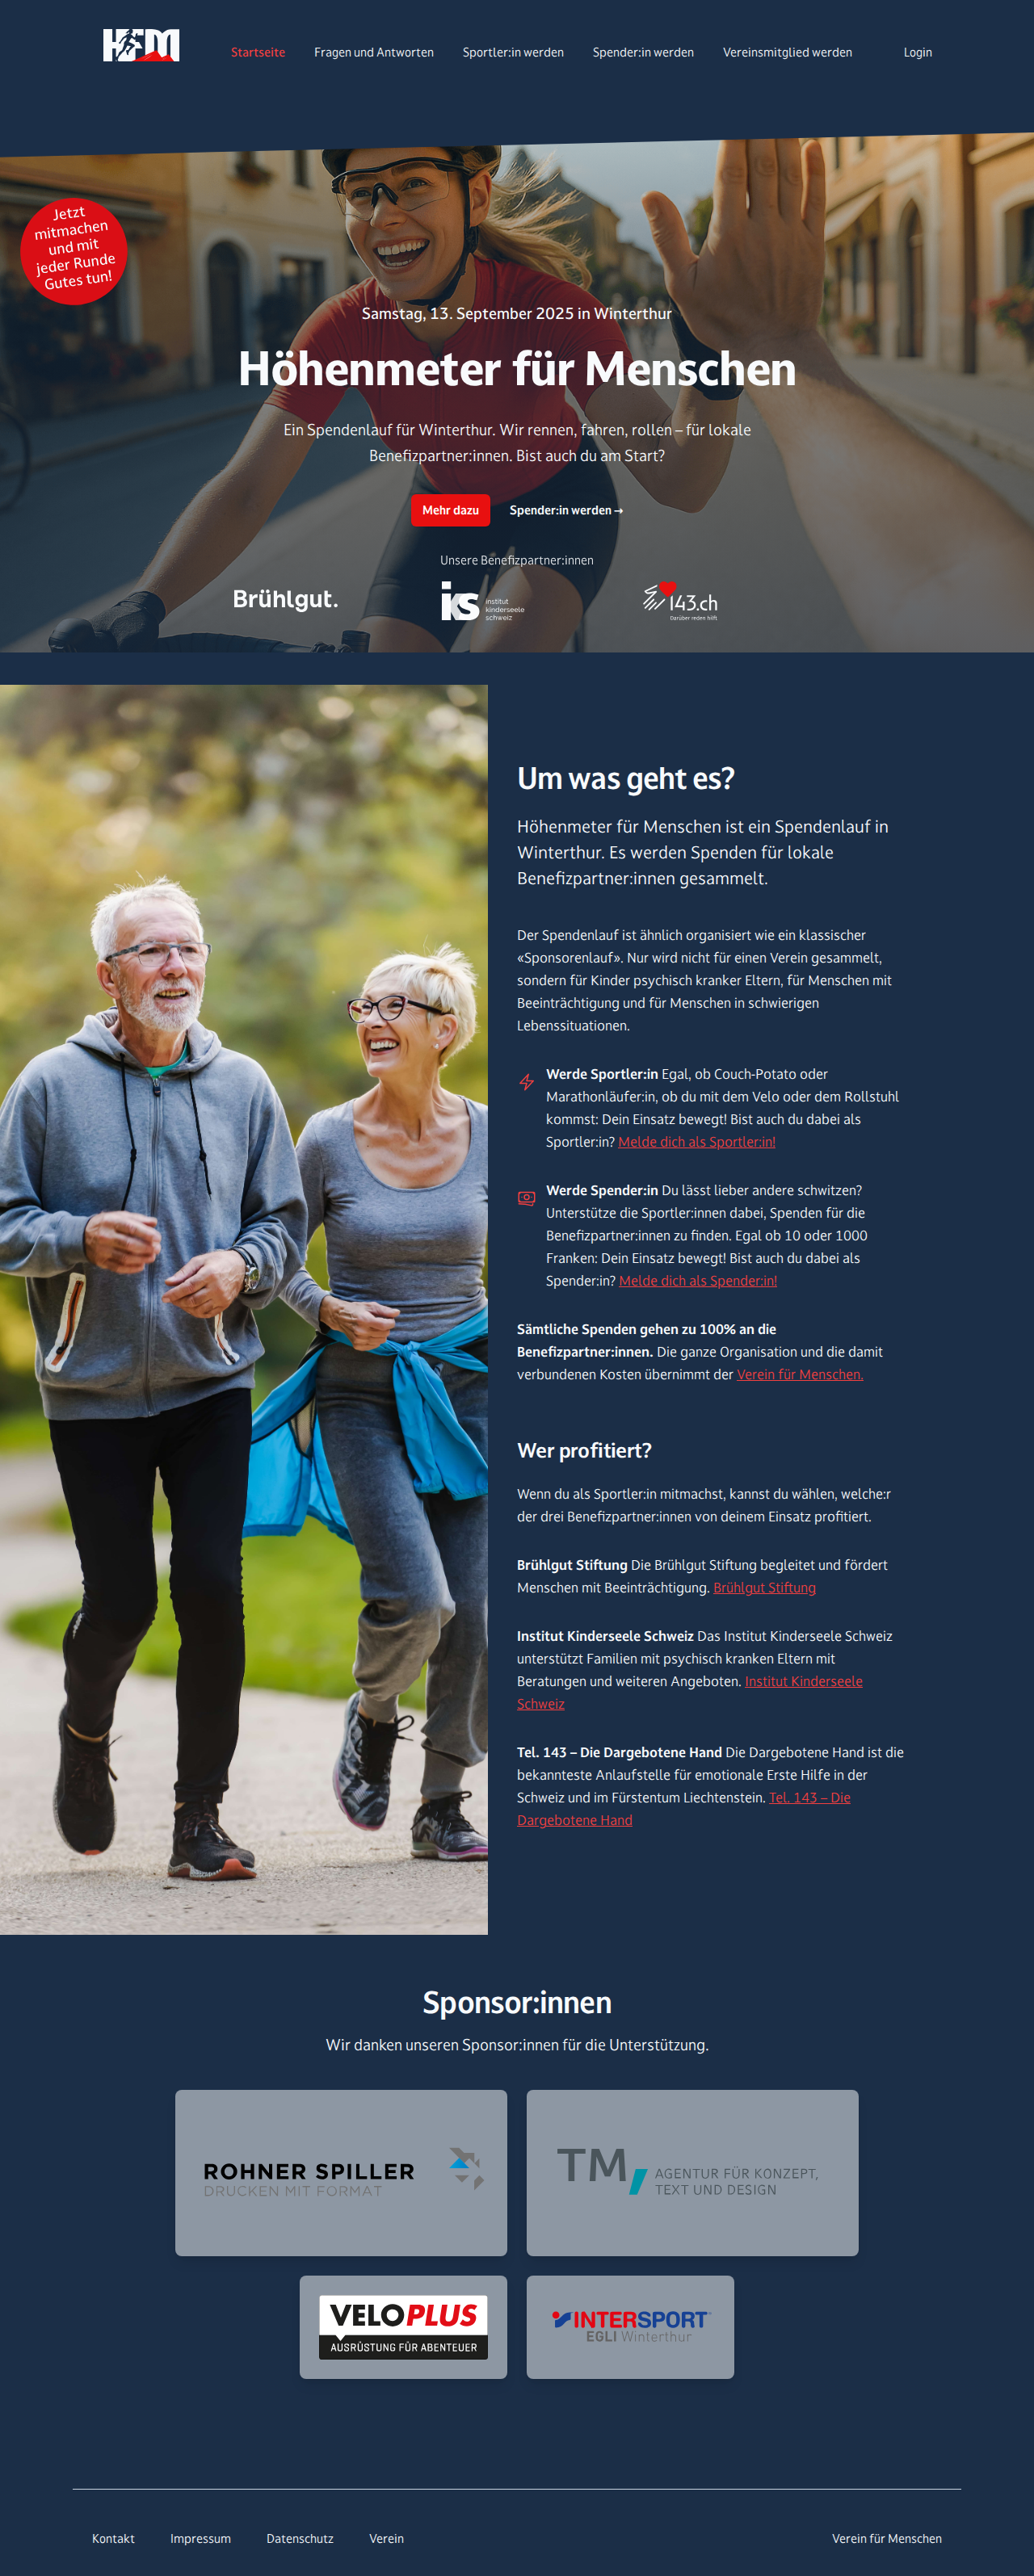 HFM
Startseite
Fragen und Antworten
Sportler:in werden
Spender:in werden
Vereinsmitglied werden
Login
Jetzt
mitmachen
und mit
jeder Runde
Gutes tun!
Samstag, 13. September 2025 in Winterthur
Höhenmeter für Menschen
Ein Spendenlauf für Winterthur. Wir rennen, fahren, rollen – für lokale
Benefizpartner:innen. Bist auch du am Start?
Mehr dazu
Spender:in werden →
Unsere Benefizpartner:innen
Brühlgut.
iks
institut
kinderseele
schweiz
143.ch
Darüber reden hilft.
Um was geht es?
Höhenmeter für Menschen ist ein Spendenlauf in
Winterthur. Es werden Spenden für lokale
Benefizpartner:innen gesammelt.
Der Spendenlauf ist ähnlich organisiert wie ein klassischer
«Sponsorenlauf». Nur wird nicht für einen Verein gesammelt,
sondern für Kinder psychisch kranker Eltern, für Menschen mit
Beeinträchtigung und für Menschen in schwierigen
Lebenssituationen.
Werde Sportler:in Egal, ob Couch-Potato oder
Marathonläufer:in, ob du mit dem Velo oder dem Rollstuhl
kommst: Dein Einsatz bewegt! Bist auch du dabei als
Sportler:in? Melde dich als Sportler:in!
Werde Spender:in Du lässt lieber andere schwitzen?
Unterstütze die Sportler:innen dabei, Spenden für die
Benefizpartner:innen zu finden. Egal ob 10 oder 1000
Franken: Dein Einsatz bewegt! Bist auch du dabei als
Spender:in? Melde dich als Spender:in!
Sämtliche Spenden gehen zu 100% an die
Benefizpartner:innen. Die ganze Organisation und die damit
verbundenen Kosten übernimmt der Verein für Menschen.
Wer profitiert?
Wenn du als Sportler:in mitmachst, kannst du wählen, welche:r
der drei Benefizpartner:innen von deinem Einsatz profitiert.
Brühlgut Stiftung Die Brühlgut Stiftung begleitet und fördert
Menschen mit Beeinträchtigung. Brühlgut Stiftung
Institut Kinderseele Schweiz Das Institut Kinderseele Schweiz
unterstützt Familien mit psychisch kranken Eltern mit
Beratungen und weiteren Angeboten. Institut Kinderseele
Schweiz
Tel. 143 – Die Dargebotene Hand Die Dargebotene Hand ist die
bekannteste Anlaufstelle für emotionale Erste Hilfe in der
Schweiz und im Fürstentum Liechtenstein. Tel. 143 – Die
Dargebotene Hand
Sponsor:innen
Wir danken unseren Sponsor:innen für die Unterstützung.
ROHNER SPILLER
DRUCKEN MIT FORMAT
TM
AGENTUR FÜR KONZEPT,
TEXT UND DESIGN
VELOPLUS
AUSRÜSTUNG FÜR ABENTEUER
INTERSPORT
EGLI Winterthur
Kontakt
Impressum
Datenschutz
Verein
Verein für Menschen